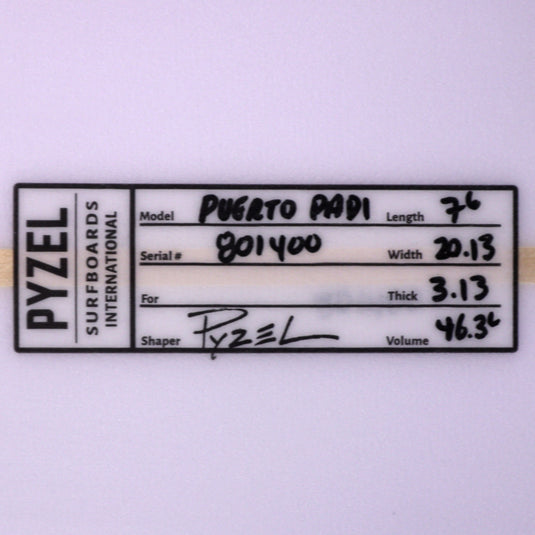 PYZEL
SURFBOARDS
INTERNATIONAL
Model PUERTO PADI Length 7⁶
Serial # 801400 Width 20.13
For Thick 3.13
Shaper PYZEL Volume 46.3L